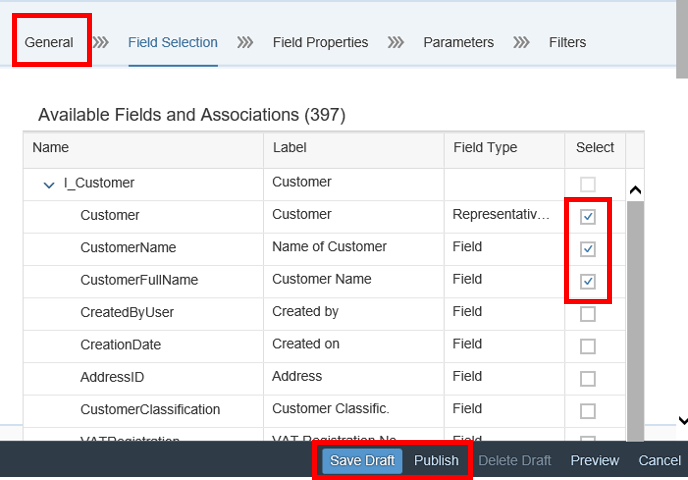 General Field Selection Field Properties Parameters Filters
Available Fields and Associations (397)
Name Label Field Type Select
I_Customer Customer
Customer Customer Representativ...
CustomerName Name of Customer Field
CustomerFullName Customer Name Field
CreatedByUser Created by Field
CreationDate Created on Field
AddressID Address Field
CustomerClassification Customer Classific. Field
VATRegistration VAT Registration No. Field
Save Draft Publish Delete Draft Preview Cancel